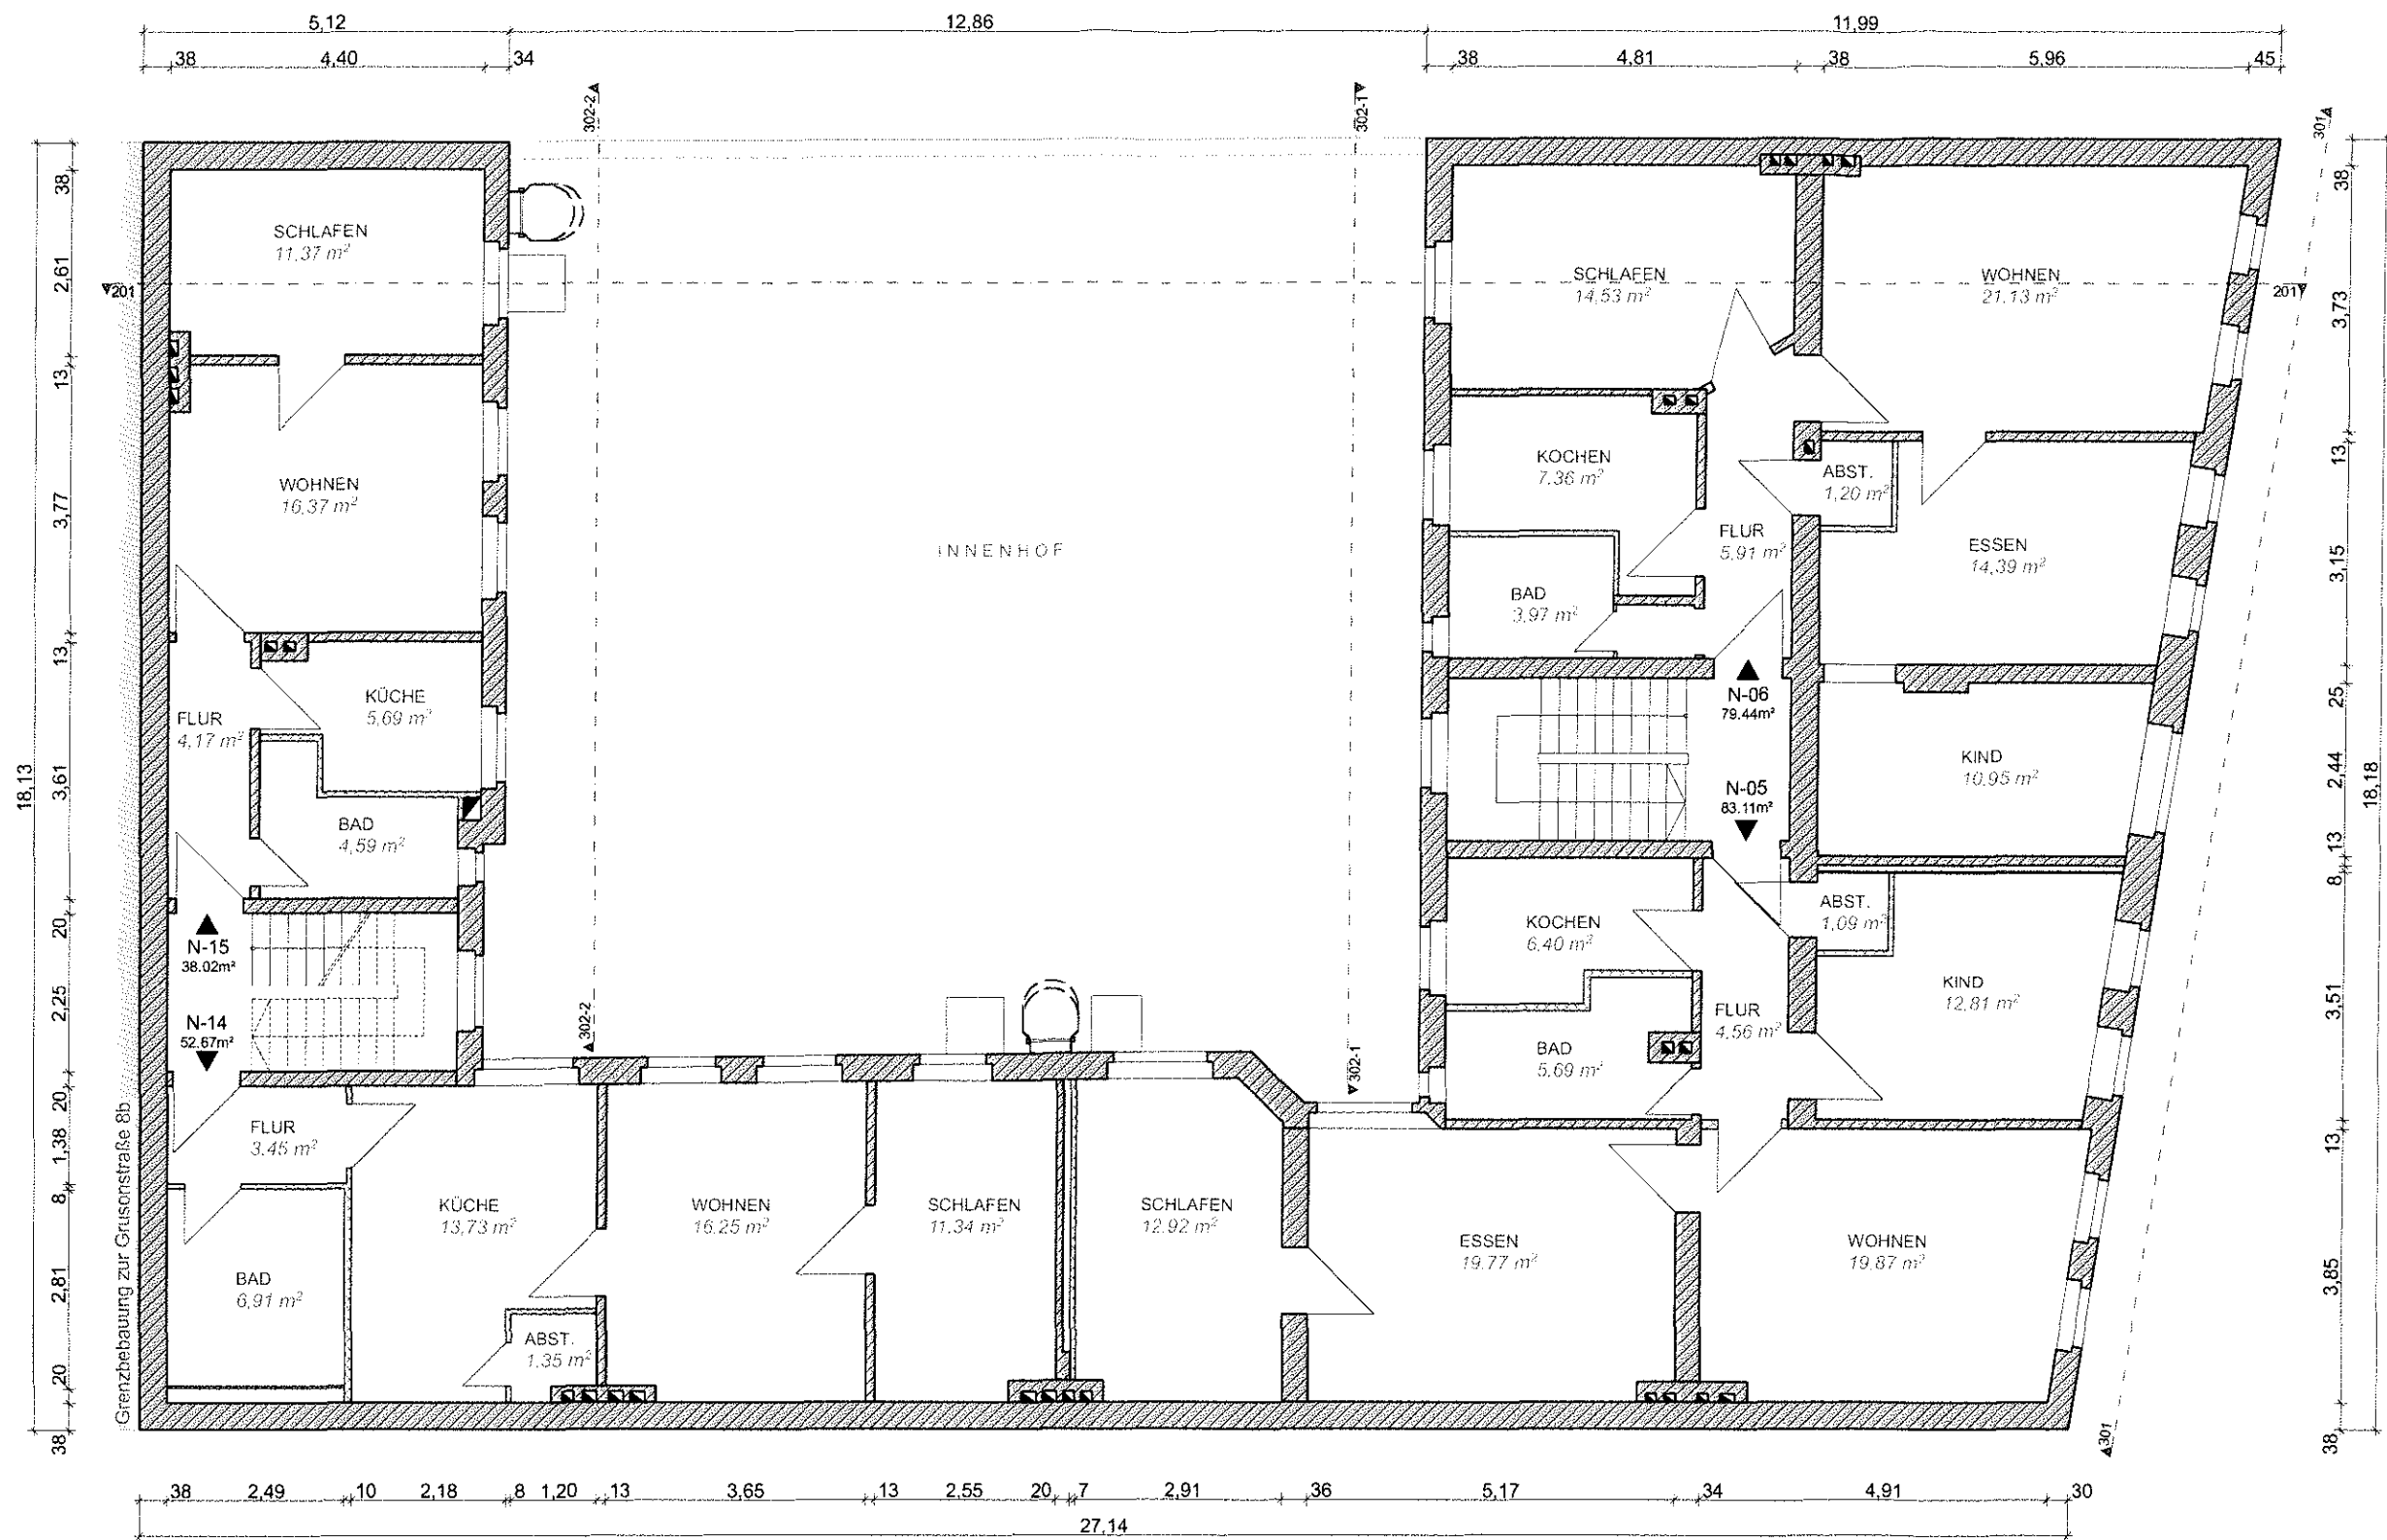 5,12
12,86
11,99
38
4,40
34
38
4,81
38
5,96
45
302-2
302-1
301
SCHLAFEN
11,37 m²
201
SCHLAFEN
14,53 m²
WOHNEN
21,13 m²
201
WOHNEN
16,37 m²
INNENHOF
KOCHEN
7,36 m²
ABST.
1,20 m²
FLUR
5,91 m²
ESSEN
14,39 m²
BAD
3,97 m²
KÜCHE
5,69 m²
FLUR
4,17 m²
N-06
79.44m²
KIND
10,95 m²
N-05
83.11m²
BAD
4,59 m²
KOCHEN
6,40 m²
ABST.
1,09 m²
N-15
38.02m²
N-14
52.67m²
KIND
12,81 m²
FLUR
4,56 m²
BAD
5,69 m²
302-2
302-1
FLUR
3,45 m²
KÜCHE
13,73 m²
WOHNEN
16,25 m²
SCHLAFEN
11,34 m²
SCHLAFEN
12,92 m²
ESSEN
19,77 m²
WOHNEN
19,87 m²
BAD
6,91 m²
ABST.
1,35 m²
Grenzbebauung zur Grusonstraße 8b
301
18,13
38
2,61
13
3,77
13
3,61
20
2,25
20
1,38
8
2,81
20
38
38
3,73
13
3,15
25
2,44
13
8
3,51
13
3,85
38
18,18
38
2,49
10
2,18
8
1,20
13
3,65
13
2,55
20
7
2,91
36
5,17
34
4,91
30
27,14